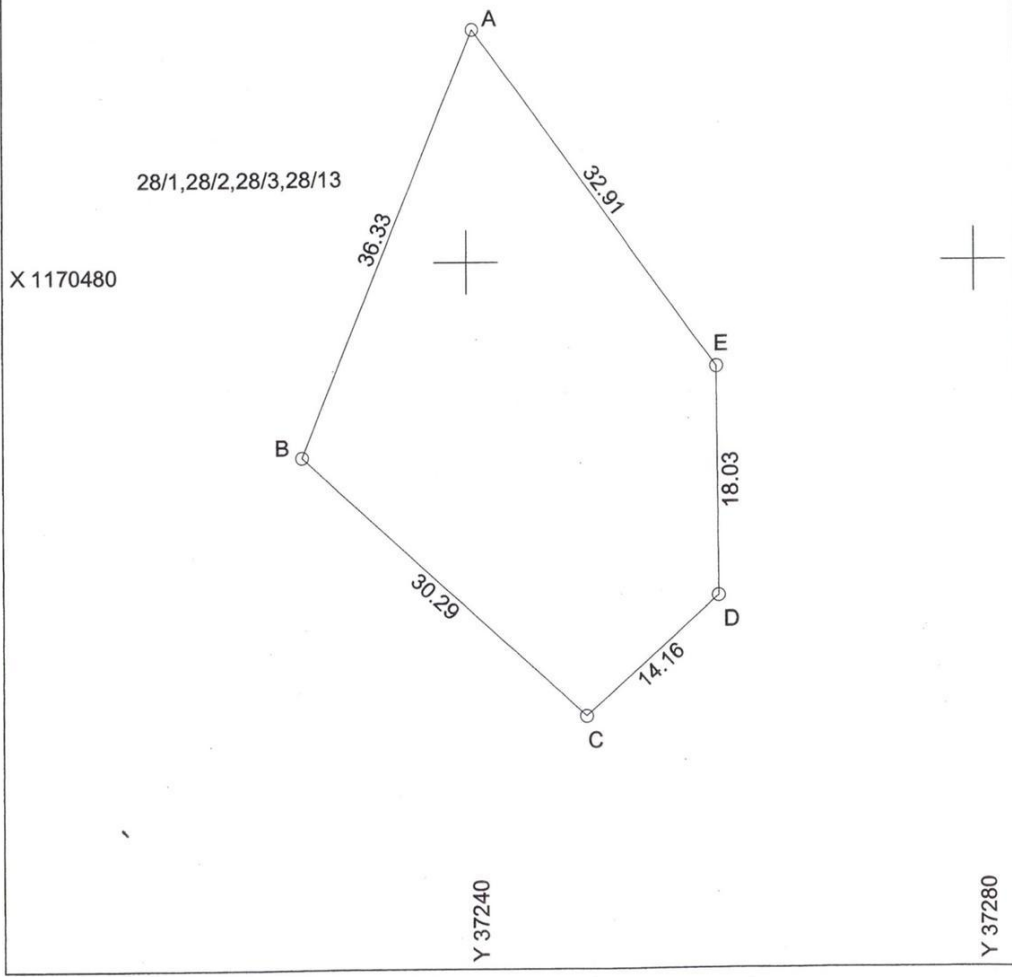 A
28/1,28/2,28/3,28/13
32.91
36.33
X 1170480
E
B
18.03
30.29
D
14.16
C
Y 37240
Y 37280